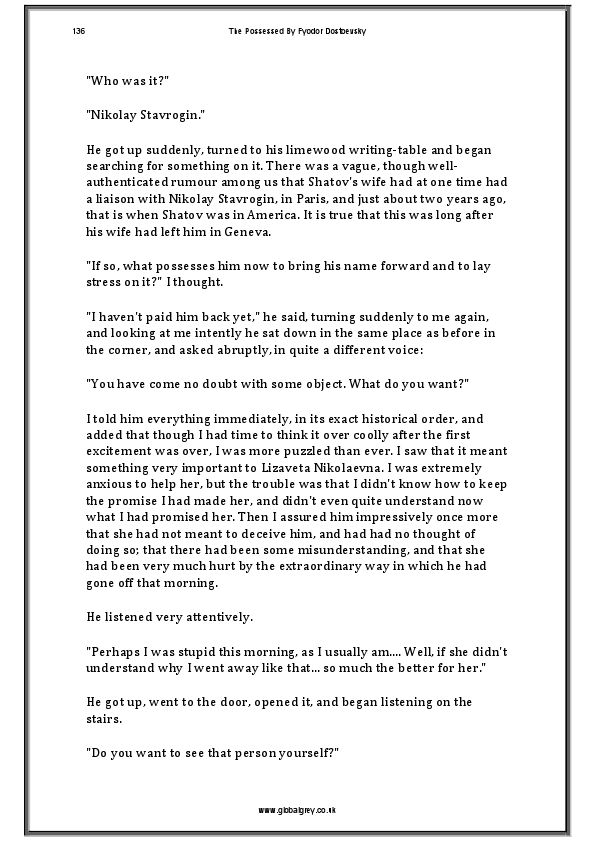 136 The Possessed By Fyodor Dostoevsky
"Who was it?"
"Nikolay Stavrogin."
He got up suddenly, turned to his limewood writing-table and began
searching for something on it. There was a vague, though well-
authenticated rumour among us that Shatov's wife had at one time had
a liaison with Nikolay Stavrogin, in Paris, and just about two years ago,
that is when Shatov was in America. It is true that this was long after
his wife had left him in Geneva.
"If so, what possesses him now to bring his name forward and to lay
stress on it?" I thought.
"I haven't paid him back yet," he said, turning suddenly to me again,
and looking at me intently he sat down in the same place as before in
the corner, and asked abruptly, in quite a different voice:
"You have come no doubt with some object. What do you want?"
I told him everything immediately, in its exact historical order, and
added that though I had time to think it over coolly after the first
excitement was over, I was more puzzled than ever. I saw that it meant
something very important to Lizaveta Nikolaevna. I was extremely
anxious to help her, but the trouble was that I didn't know how to keep
the promise I had made her, and didn't even quite understand now
what I had promised her. Then I assured him impressively once more
that she had not meant to deceive him, and had had no thought of
doing so; that there had been some misunderstanding, and that she
had been very much hurt by the extraordinary way in which he had
gone off that morning.
He listened very attentively.
"Perhaps I was stupid this morning, as I usually am.... Well, if she didn't
understand why I went away like that... so much the better for her."
He got up, went to the door, opened it, and began listening on the
stairs.
"Do you want to see that person yourself?"
www.globalgrey.co.uk